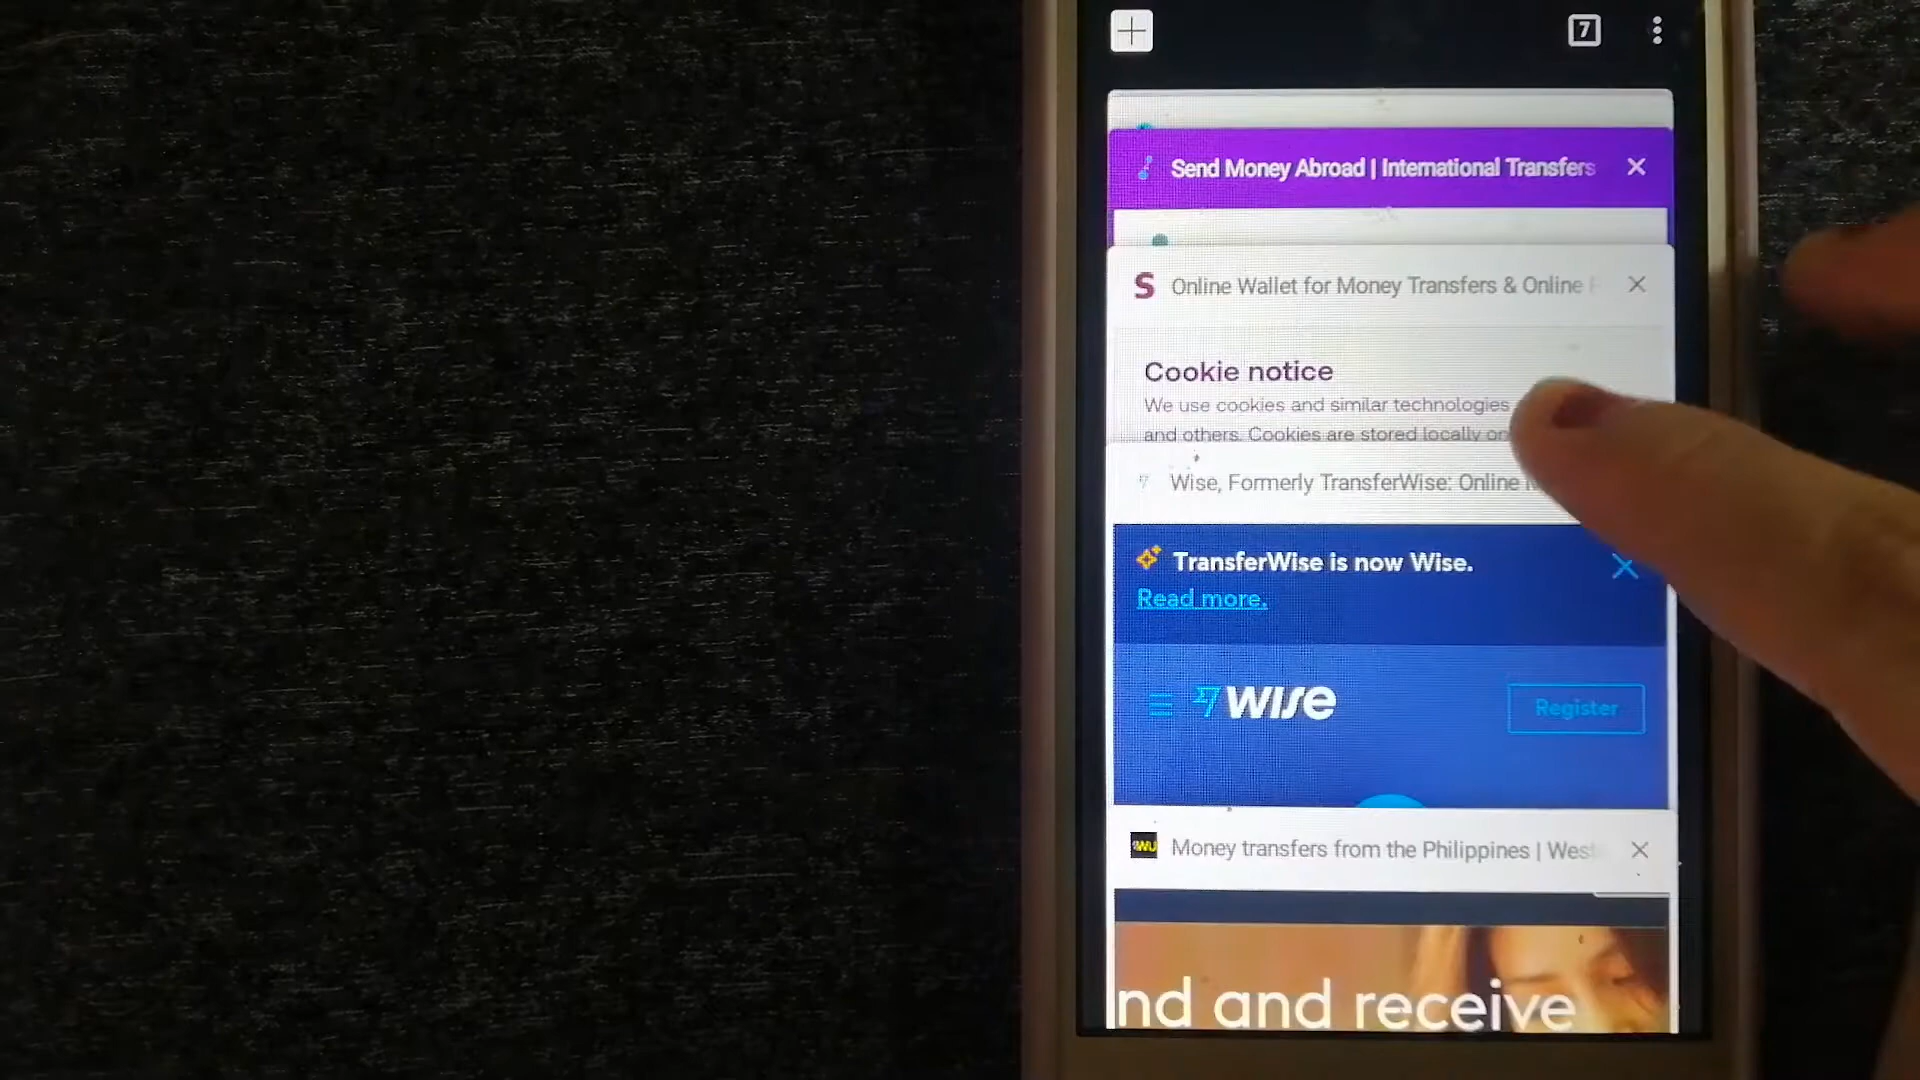 7
Send Money Abroad | International Transfers
S Online Wallet for Money Transfers & Online
Cookie notice
We use cookies and similar technologies
and others. Cookies are stored locally on
Wise, Formerly TransferWise: Online
TransferWise is now Wise.
Read more.
wise
Register
WU Money transfers from the Philippines | West
nd and receive